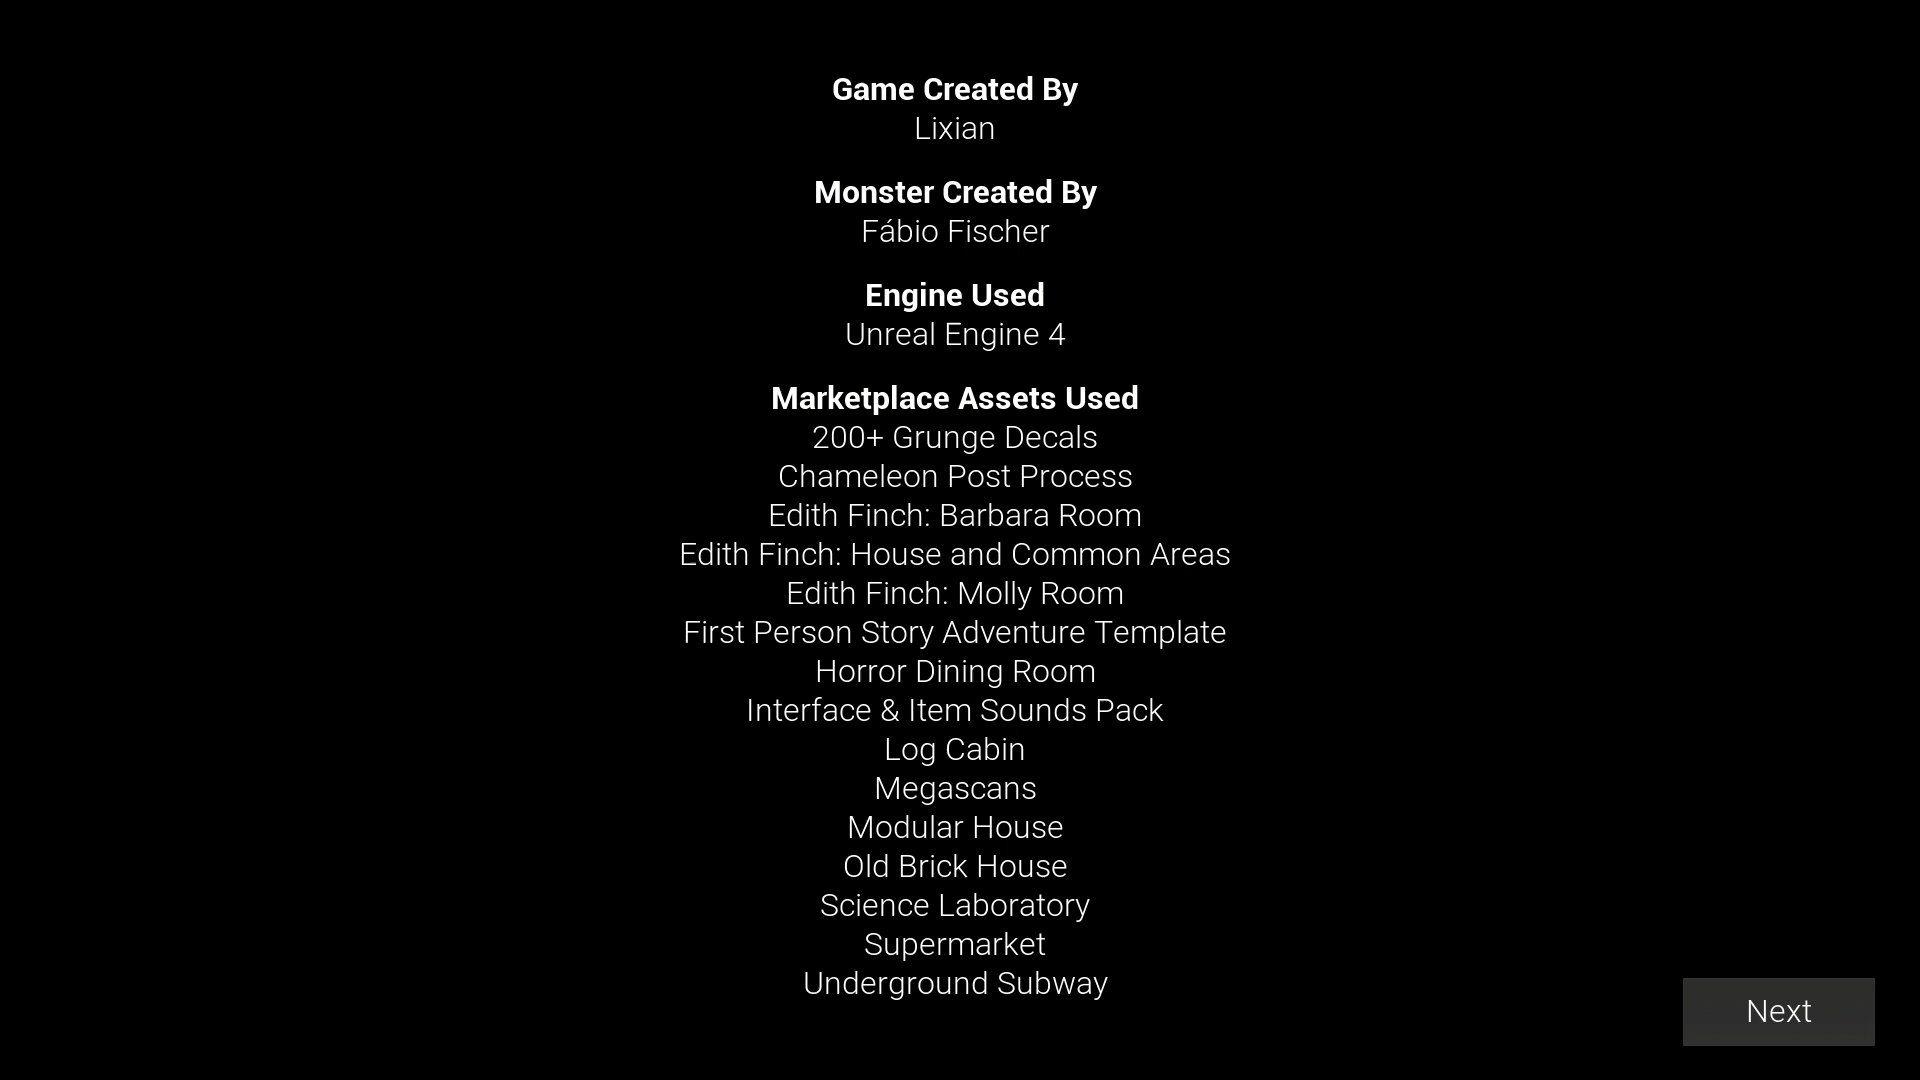 Game Created By
Lixian
Monster Created By
Fábio Fischer
Engine Used
Unreal Engine 4
Marketplace Assets Used
200+ Grunge Decals
Chameleon Post Process
Edith Finch: Barbara Room
Edith Finch: House and Common Areas
Edith Finch: Molly Room
First Person Story Adventure Template
Horror Dining Room
Interface & Item Sounds Pack
Log Cabin
Megascans
Modular House
Old Brick House
Science Laboratory
Supermarket
Underground Subway
Next